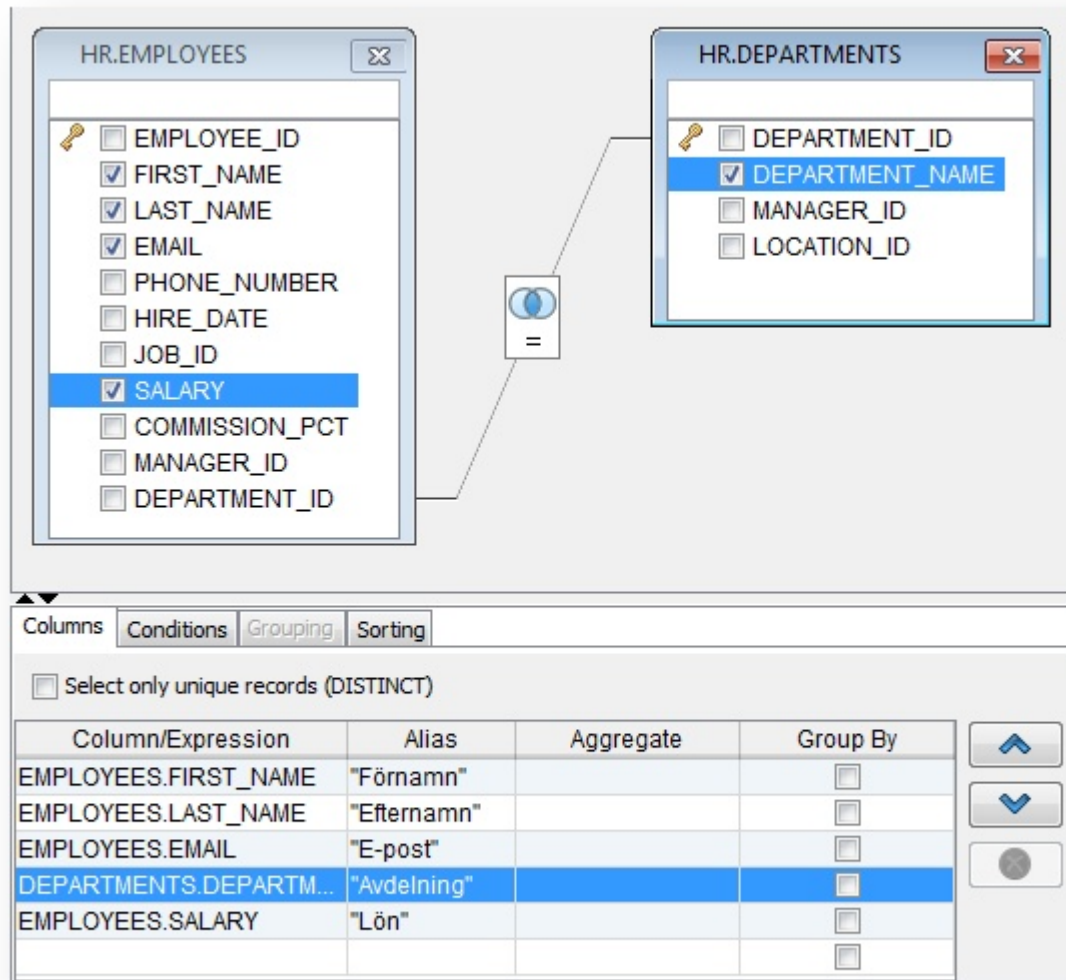 HR.EMPLOYEES
EMPLOYEE_ID
FIRST_NAME
LAST_NAME
EMAIL
PHONE_NUMBER
HIRE_DATE
JOB_ID
SALARY
COMMISSION_PCT
MANAGER_ID
DEPARTMENT_ID
=
HR.DEPARTMENTS
DEPARTMENT_ID
DEPARTMENT_NAME
MANAGER_ID
LOCATION_ID
Columns Conditions Grouping Sorting
Select only unique records (DISTINCT)
Column/Expression Alias Aggregate Group By
EMPLOYEES.FIRST_NAME "Förnamn"
EMPLOYEES.LAST_NAME "Efternamn"
EMPLOYEES.EMAIL "E-post"
DEPARTMENTS.DEPARTM... "Avdelning"
EMPLOYEES.SALARY "Lön"